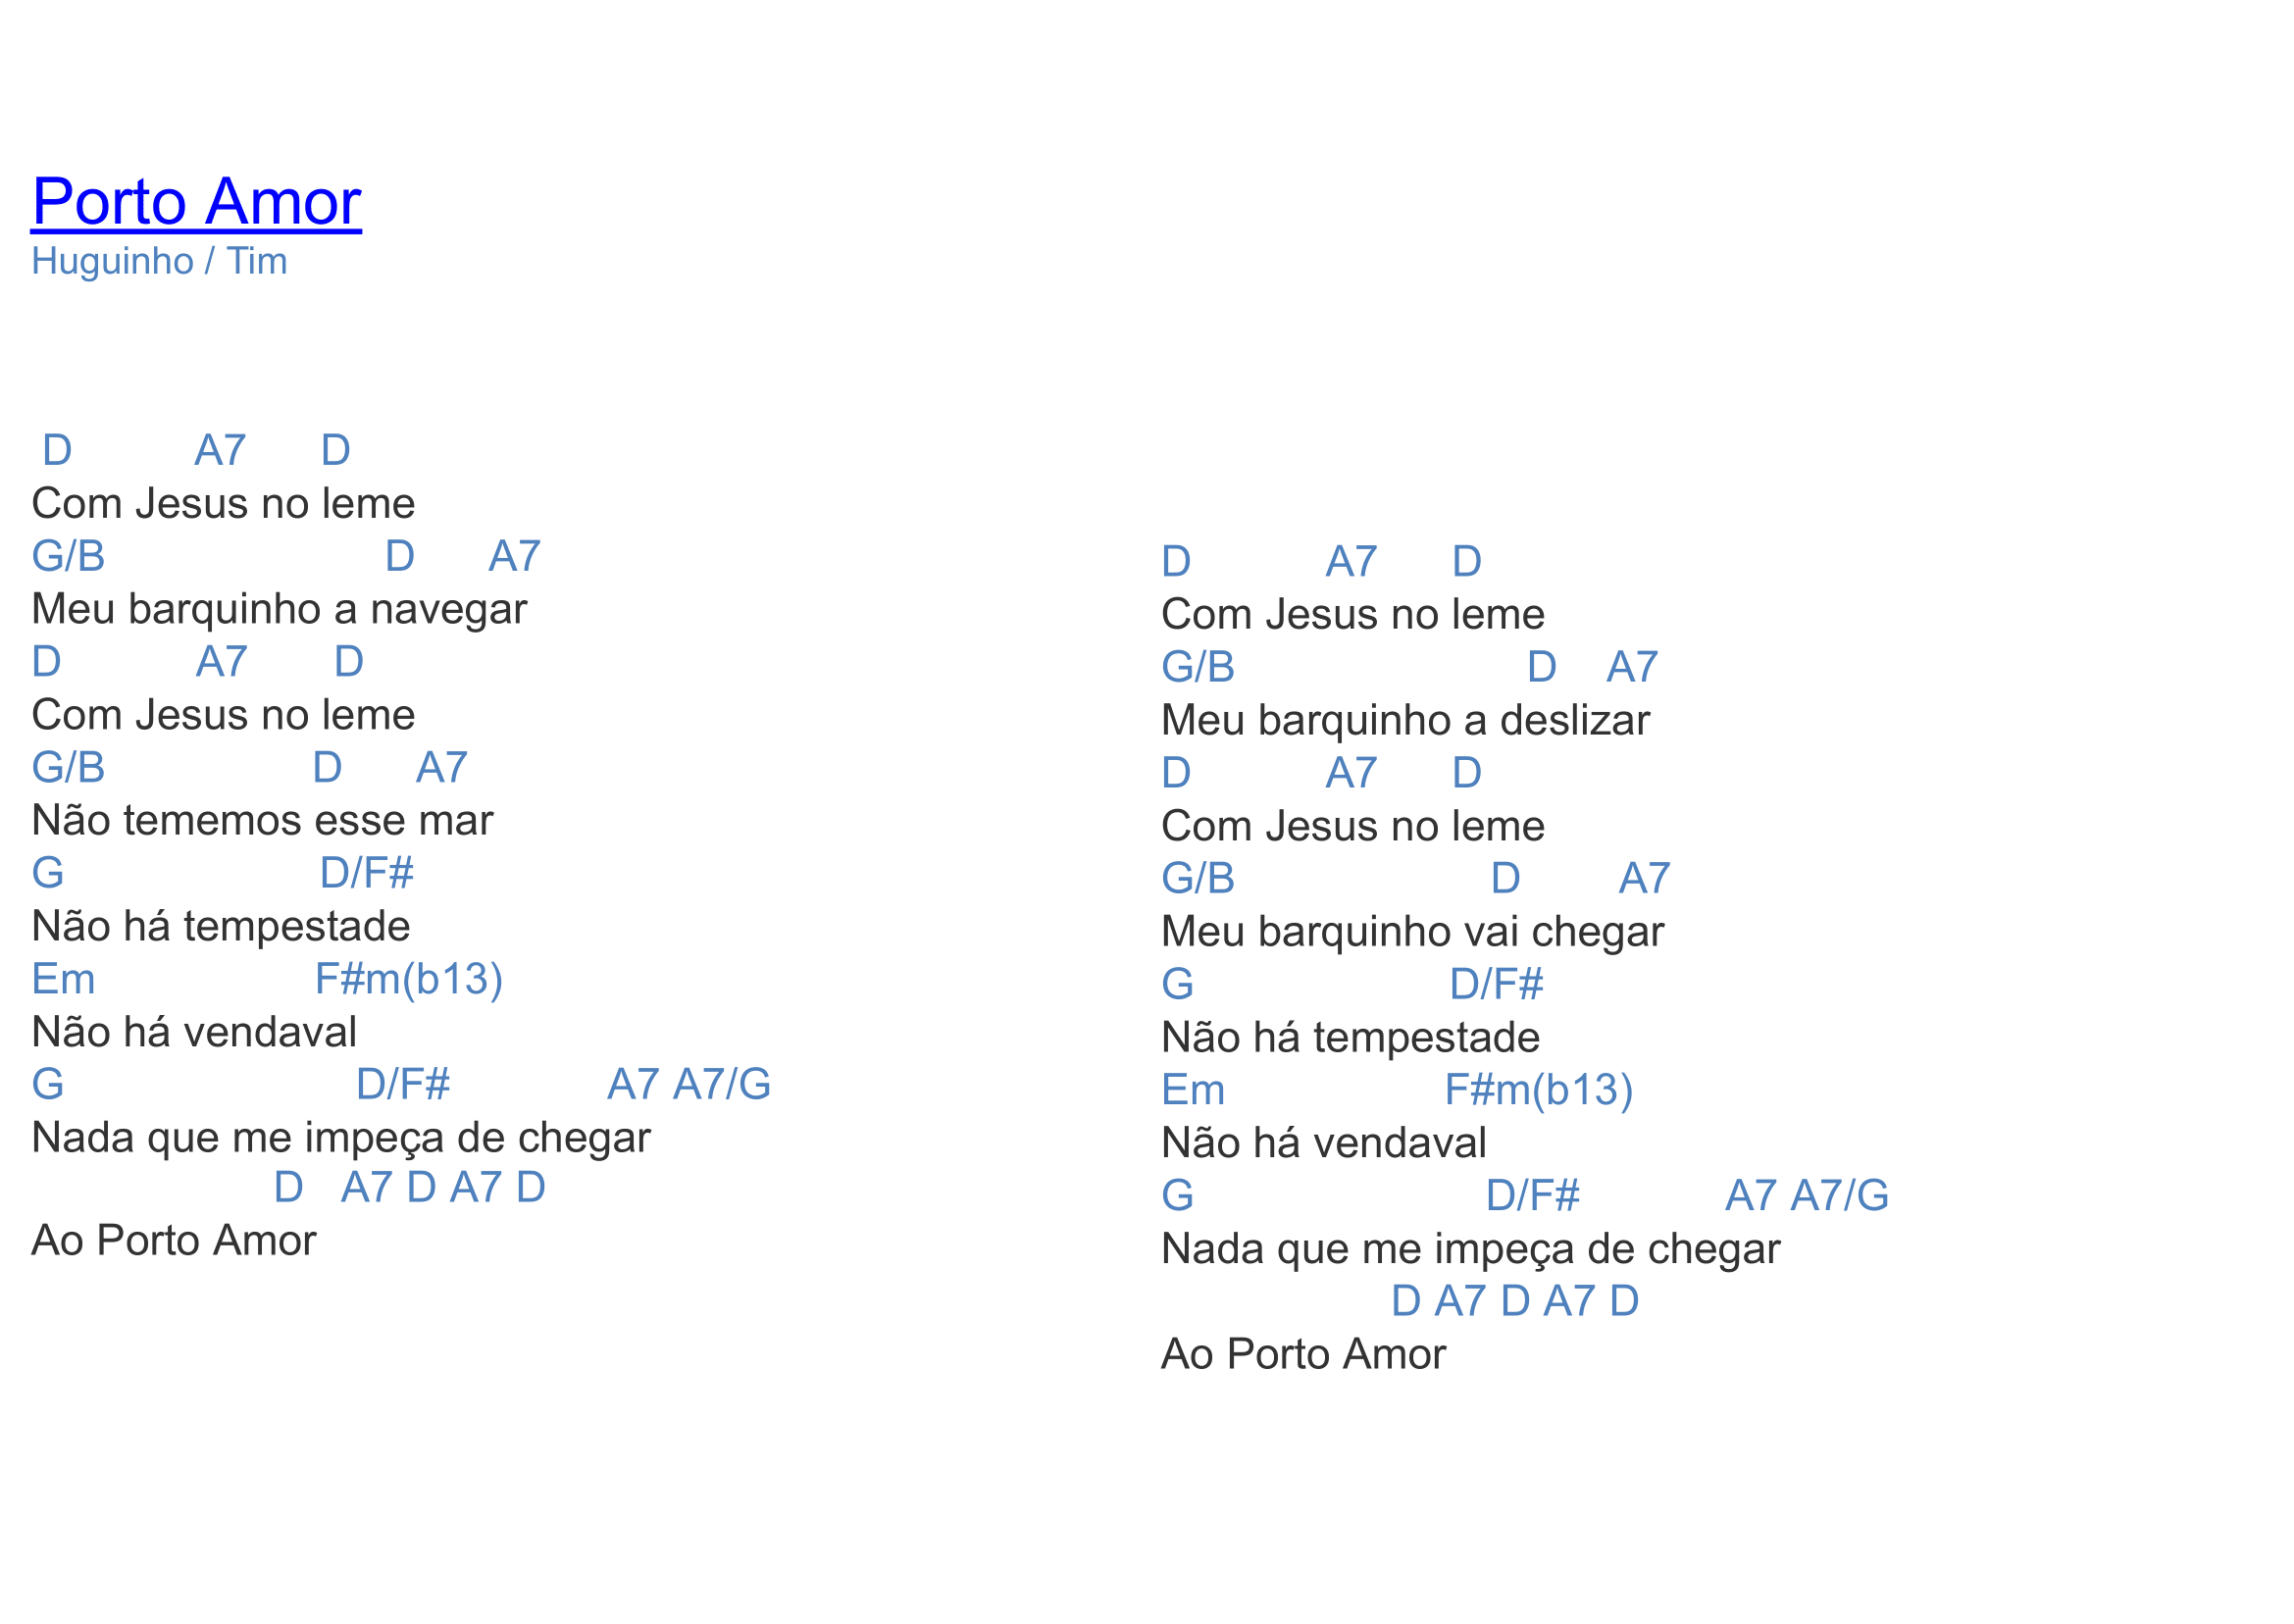 Porto Amor
Huguinho / Tim
D A7 D
Com Jesus no leme
G/B D A7
Meu barquinho a navegar
D A7 D
Com Jesus no leme
G/B D A7
Não tememos esse mar
G D/F#
Não há tempestade
Em F#m(b13)
Não há vendaval
G D/F# A7 A7/G
Nada que me impeça de chegar
D A7 D A7 D
Ao Porto Amor
D A7 D
Com Jesus no leme
G/B D A7
Meu barquinho a deslizar
D A7 D
Com Jesus no leme
G/B D A7
Meu barquinho vai chegar
G D/F#
Não há tempestade
Em F#m(b13)
Não há vendaval
G D/F# A7 A7/G
Nada que me impeça de chegar
D A7 D A7 D
Ao Porto Amor